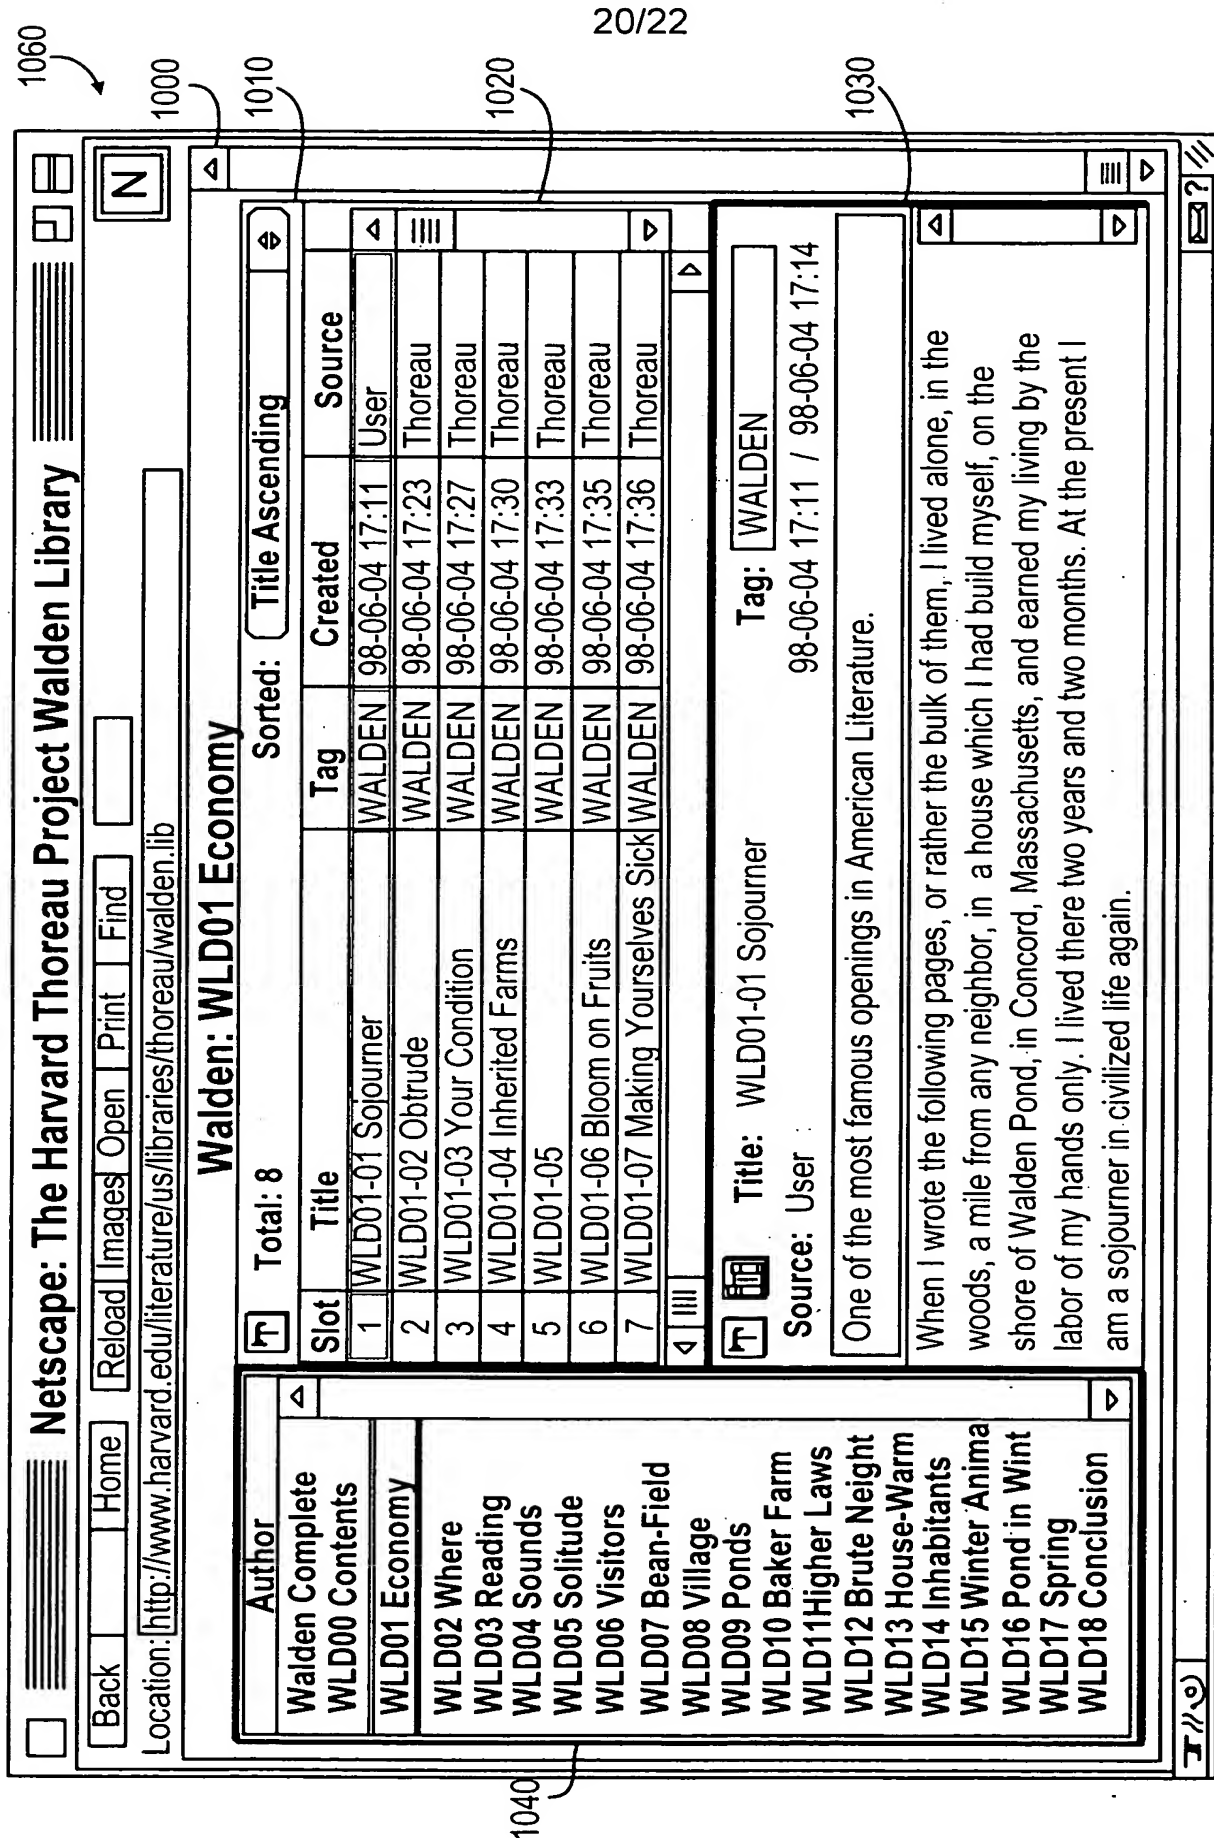 20/22
1060
1000
1010
1020
1030
1040
Netscape: The Harvard Thoreau Project Walden Library
Back Home Reload Images Open Print Find
N
Location: http://www.harvard.edu/literature/us/libraries/thoreau/walden.lib
Walden: WLD01 Economy
Author
Walden Complete
WLD00 Contents
WLD01 Economy
WLD02 Where
WLD03 Reading
WLD04 Sounds
WLD05 Solitude
WLD06 Visitors
WLD07 Bean-Field
WLD08 Village
WLD09 Ponds
WLD10 Baker Farm
WLD11Higher Laws
WLD12 Brute Neight
WLD13 House-Warm
WLD14 Inhabitants
WLD15 Winter Anima
WLD16 Pond in Wint
WLD17 Spring
WLD18 Conclusion
Total: 8 Sorted: Title Ascending
Slot Title Tag Created Source
1 WLD01-01 Sojourner WALDEN 98-06-04 17:11 User
2 WLD01-02 Obtrude WALDEN 98-06-04 17:23 Thoreau
3 WLD01-03 Your Condition WALDEN 98-06-04 17:27 Thoreau
4 WLD01-04 Inherited Farms WALDEN 98-06-04 17:30 Thoreau
5 WLD01-05 WALDEN 98-06-04 17:33 Thoreau
6 WLD01-06 Bloom on Fruits WALDEN 98-06-04 17:35 Thoreau
7 WLD01-07 Making Yourselves Sick WALDEN 98-06-04 17:36 Thoreau
Title: WLD01-01 Sojourner Tag: WALDEN
Source: User 98-06-04 17:11 / 98-06-04 17:14
One of the most famous openings in American Literature.
When I wrote the following pages, or rather the bulk of them, I lived alone, in the
woods, a mile from any neighbor, in a house which I had build myself, on the
shore of Walden Pond, in Concord, Massachusetts, and earned my living by the
labor of my hands only. I lived there two years and two months. At the present I
am a sojourner in civilized life again.
?